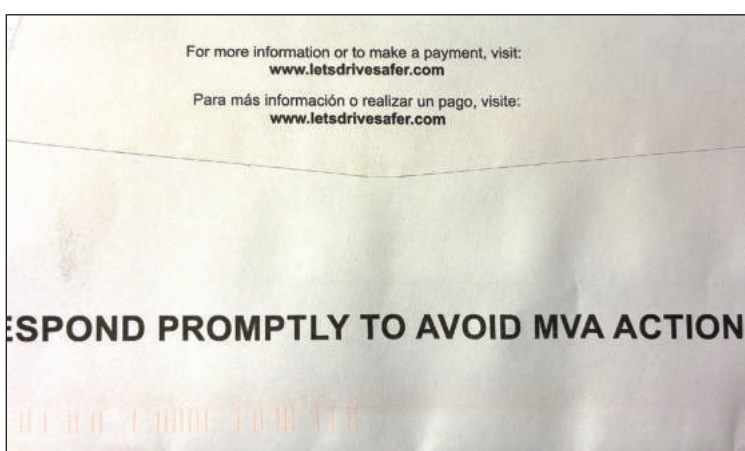 For more information or to make a payment, visit:
www.letsdrivesafer.com
Para más información o realizar un pago, visite:
www.letsdrivesafer.com
ESPOND PROMPTLY TO AVOID MVA ACTION